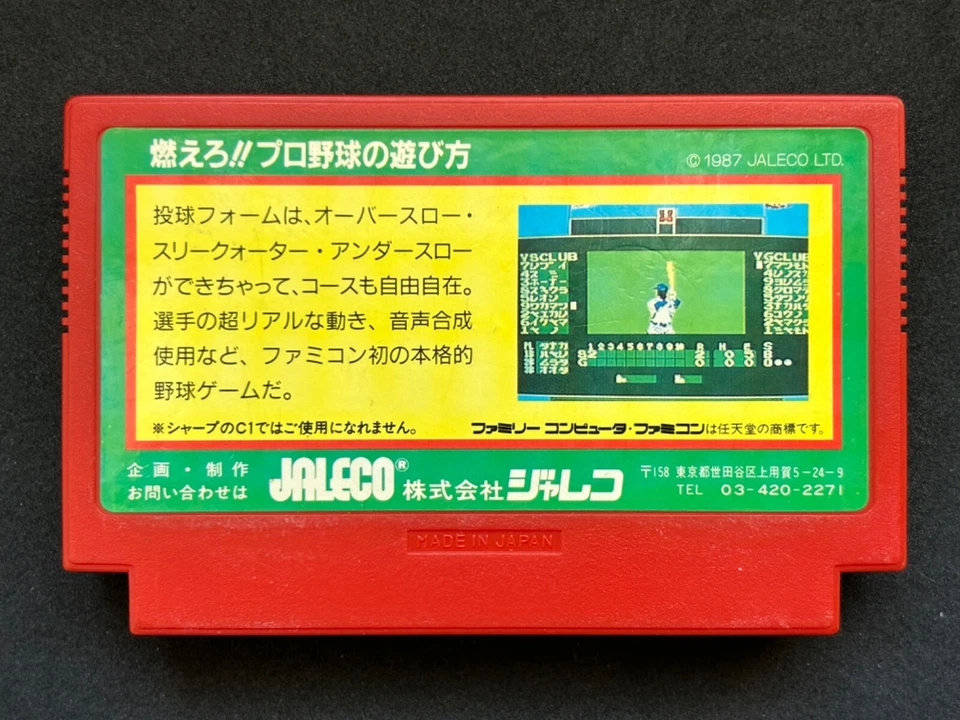 燃えろ!!プロ野球の遊び方
©1987 JALECO LTD.
投球フォームは、オーバースロー・
スリークォーター・アンダースロー
ができちゃって、コースも自由自在。
選手の超リアルな動き、音声合成
使用など、ファミコン初の本格的
野球ゲームだ。
YSCLUB
YGCLUB
12345678910 R H E S
※シャープのC1ではご使用になれません。
ファミリー コンピュータ・ファミコンは任天堂の商標です。
企画・制作
お問い合わせは
JALECO® 株式会社ジャレコ
〒158 東京都世田谷区上用賀5-24-9
TEL 03-420-2271
MADE IN JAPAN